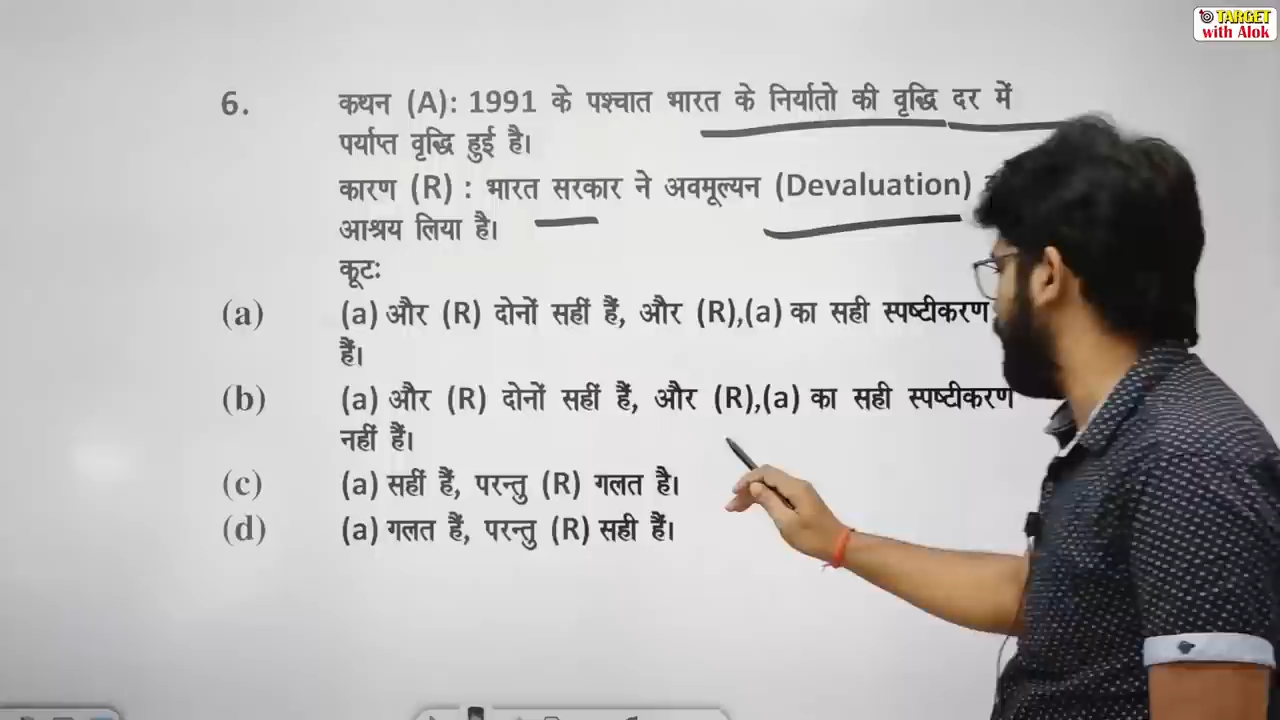 TARGET
with Alok
6. कथन (A): 1991 के पश्चात भारत के निर्यातो की वृद्धि दर में
पर्याप्त वृद्धि हुई है।
कारण (R) : भारत सरकार ने अवमूल्यन (Devaluation)
आश्रय लिया है।
कूटः
(a) (a) और (R) दोनों सहीं हैं, और (R),(a) का सही स्पष्टीकरण
हैं।
(b) (a) और (R) दोनों सहीं हैं, और (R),(a) का सही स्पष्टीकरण
नहीं हैं।
(c) (a) सहीं हैं, परन्तु (R) गलत है।
(d) (a) गलत हैं, परन्तु (R) सही हैं।